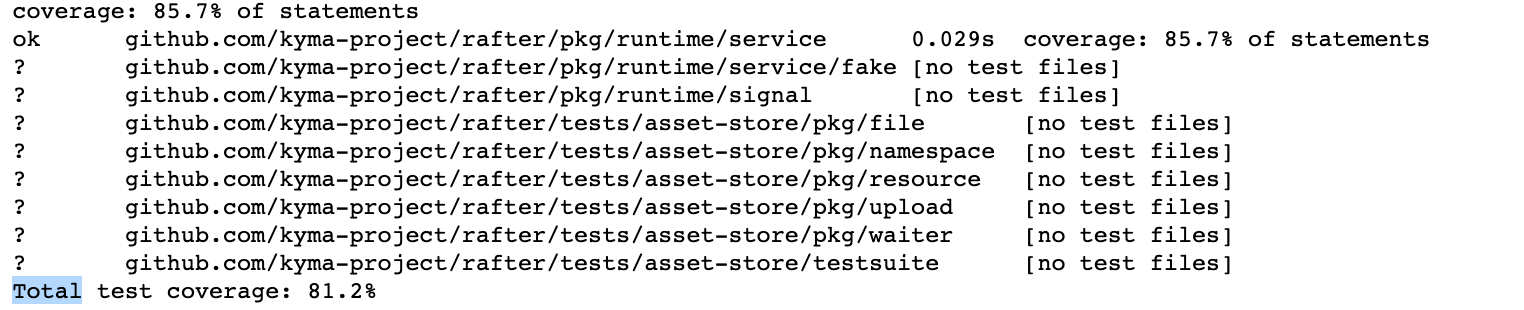 coverage: 85.7% of statements
ok github.com/kyma-project/rafter/pkg/runtime/service 0.029s coverage: 85.7% of statements
? github.com/kyma-project/rafter/pkg/runtime/service/fake [no test files]
? github.com/kyma-project/rafter/pkg/runtime/signal [no test files]
? github.com/kyma-project/rafter/tests/asset-store/pkg/file [no test files]
? github.com/kyma-project/rafter/tests/asset-store/pkg/namespace [no test files]
? github.com/kyma-project/rafter/tests/asset-store/pkg/resource [no test files]
? github.com/kyma-project/rafter/tests/asset-store/pkg/upload [no test files]
? github.com/kyma-project/rafter/tests/asset-store/pkg/waiter [no test files]
? github.com/kyma-project/rafter/tests/asset-store/testsuite [no test files]
Total test coverage: 81.2%